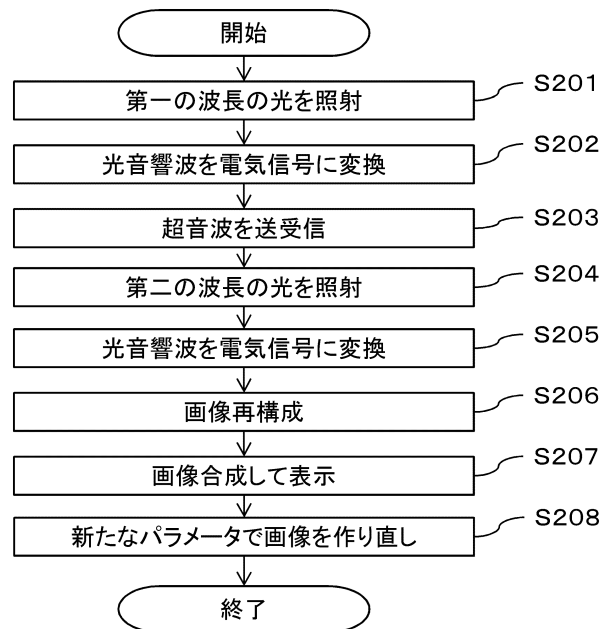 開始
第一の波長の光を照射 S201
光音響波を電気信号に変換 S202
超音波を送受信 S203
第二の波長の光を照射 S204
光音響波を電気信号に変換 S205
画像再構成 S206
画像合成して表示 S207
新たなパラメータで画像を作り直し S208
終了